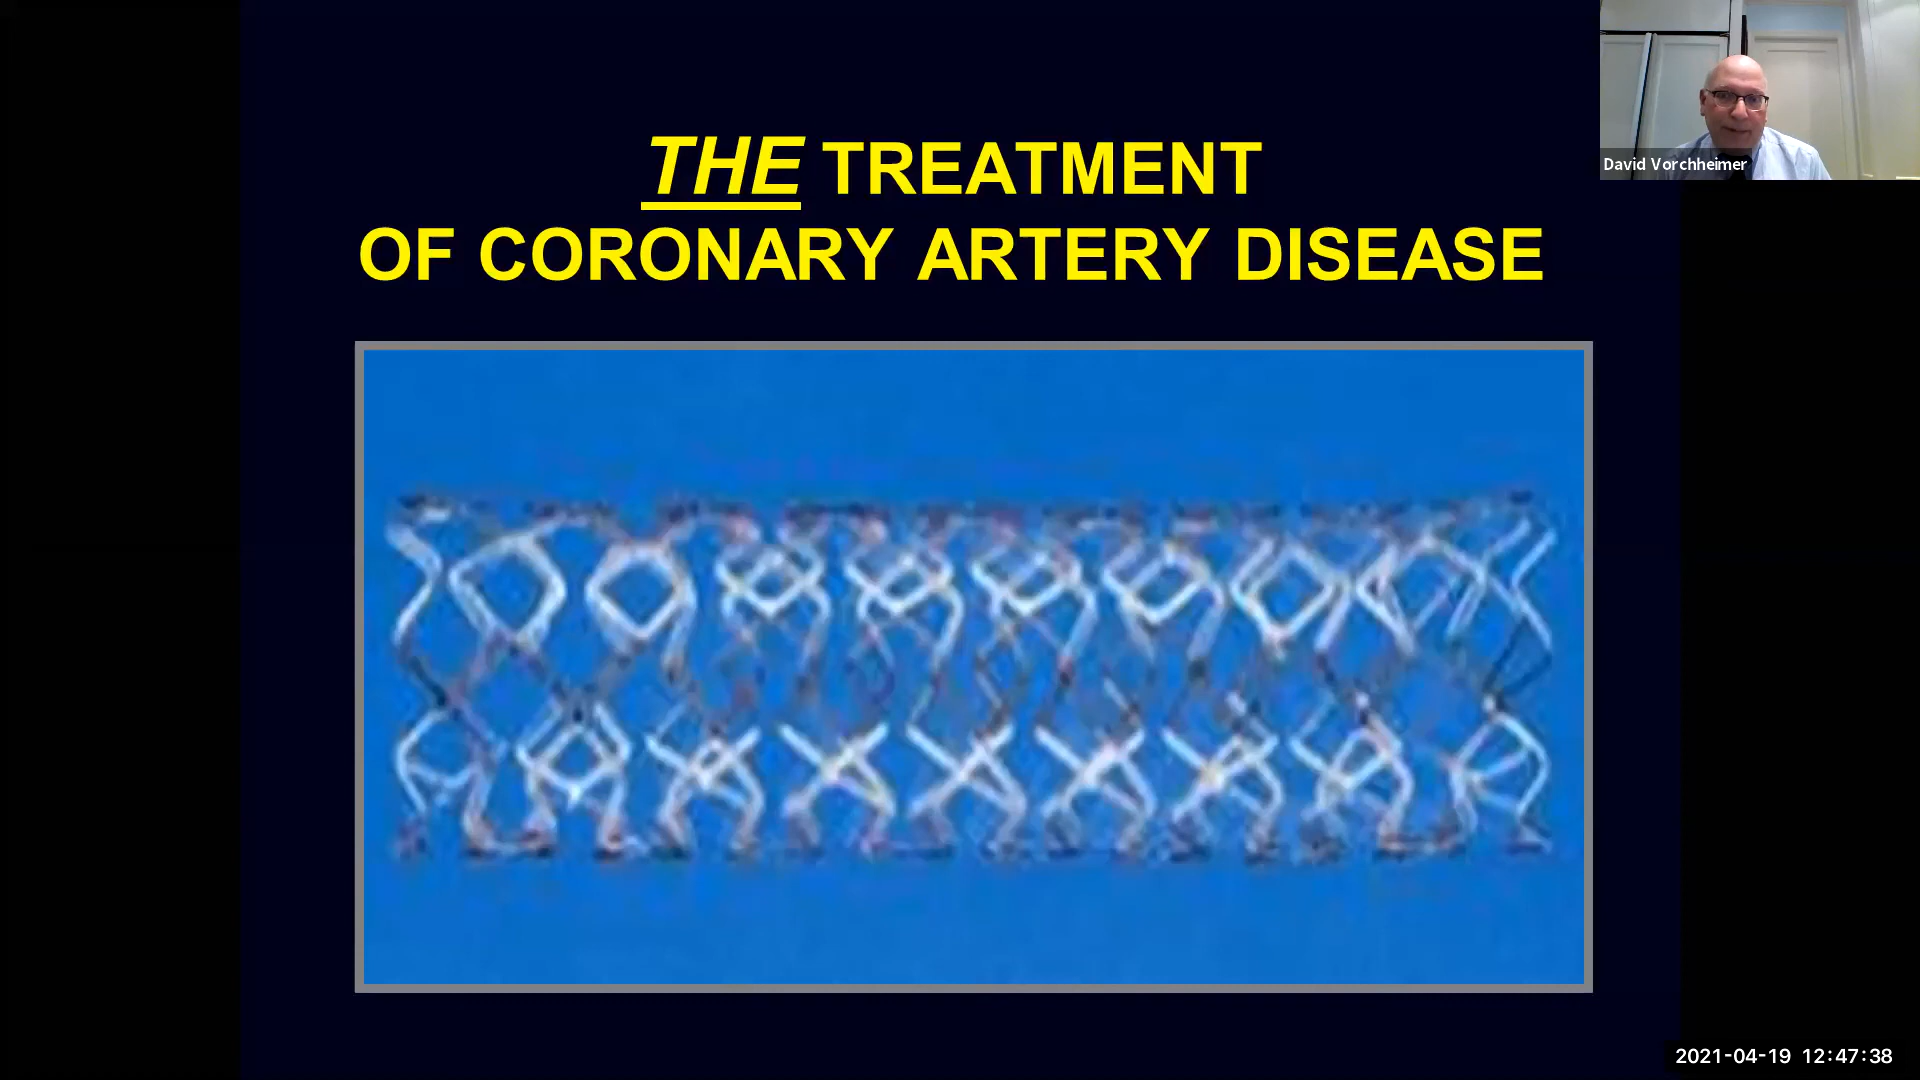 THE TREATMENT
OF CORONARY ARTERY DISEASE
David Vorchheimer
2021-04-19 12:47:38